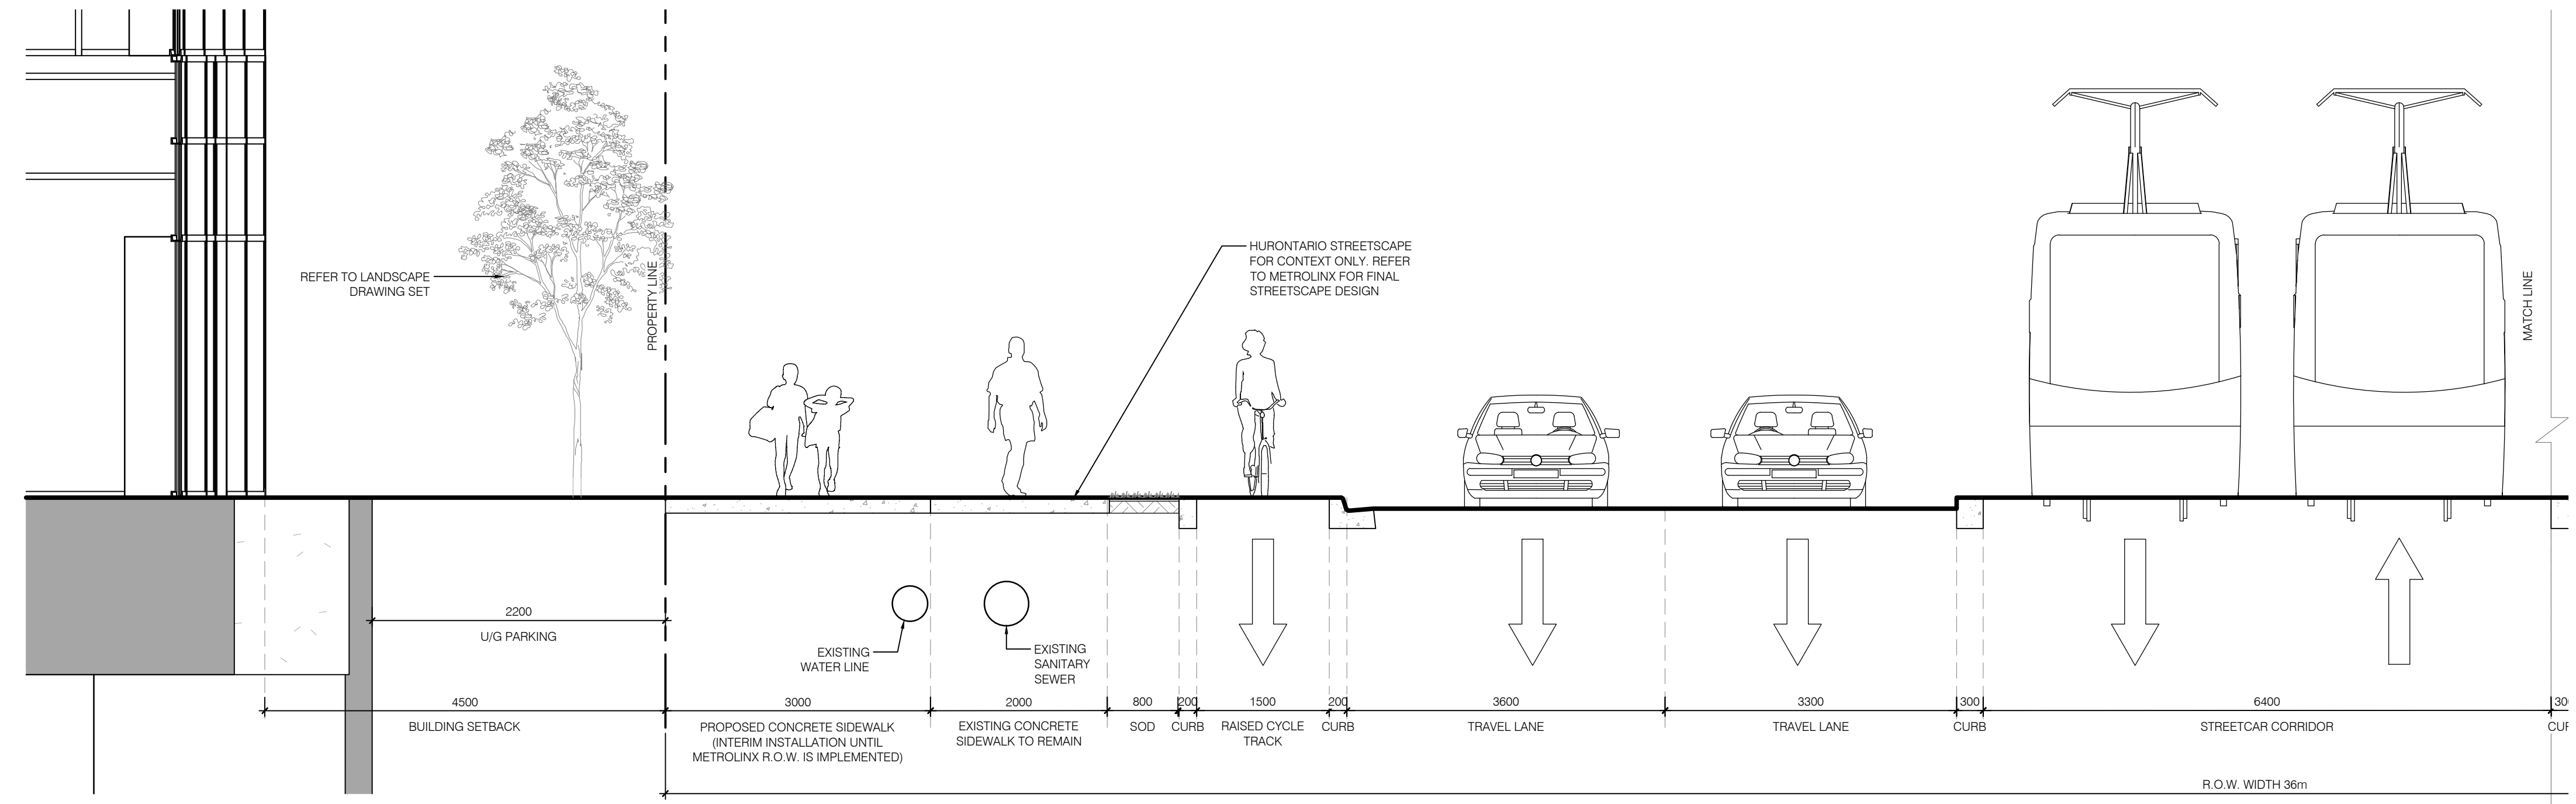 REFER TO LANDSCAPE
DRAWING SET
PROPERTY LINE
HURONTARIO STREETSCAPE
FOR CONTEXT ONLY. REFER
TO METROLINX FOR FINAL
STREETSCAPE DESIGN
MATCH LINE
2200
U/G PARKING
EXISTING
WATER LINE
EXISTING
SANITARY
SEWER
4500
BUILDING SETBACK
3000
PROPOSED CONCRETE SIDEWALK
(INTERIM INSTALLATION UNTIL
METROLINX R.O.W. IS IMPLEMENTED)
2000
EXISTING CONCRETE
SIDEWALK TO REMAIN
800
SOD
200
CURB
1500
RAISED CYCLE
TRACK
200
CURB
3600
TRAVEL LANE
3300
TRAVEL LANE
300
CURB
6400
STREETCAR CORRIDOR
R.O.W. WIDTH 36m